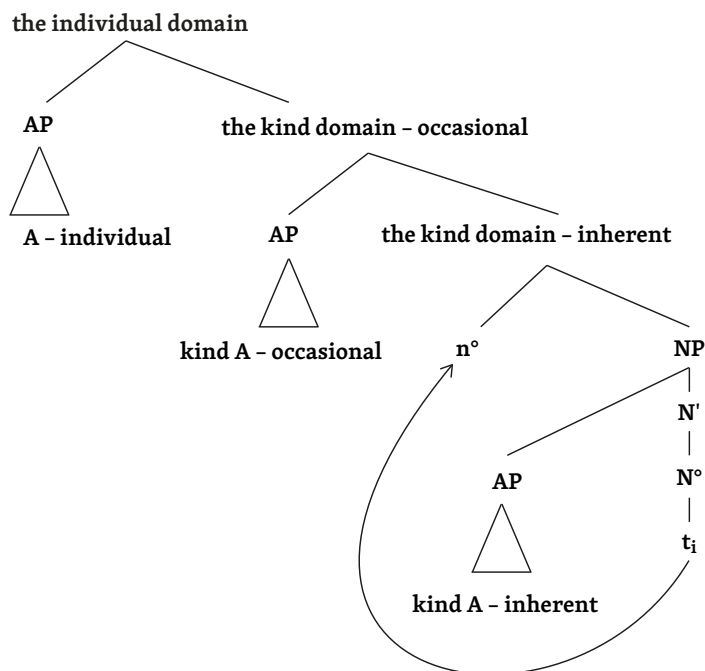 the individual domain
AP
the kind domain – occasional
A – individual
AP
the kind domain – inherent
kind A – occasional
n°
NP
N'
AP
N°
tᵢ
kind A – inherent